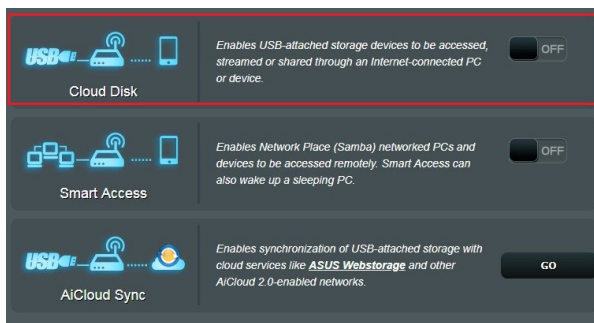 Enables USB-attached storage devices to be accessed,
USB
streamed or shared through an Internet-connected PC
OFF
or device.
Cloud Disk
Enables Network Place (Samba) networked PCs and
devices to be accessed remotely. Smart Access can
OFF
also wake up a sleeping PC.
Smart Access
Enables synchronization of USB-attached storage with
USB
cloud services like ASUS Webstorage and other
GO
AiCloud 2.0-enabled networks.
AiCloud Sync